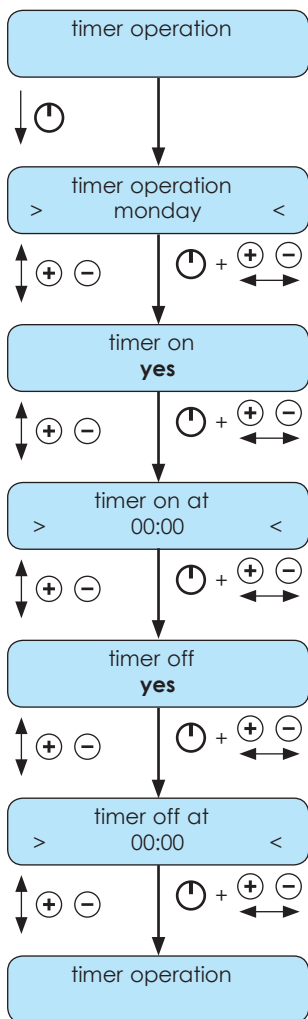 timer operation
timer operation
> monday <
+ - + + -
timer on
yes
+ - + + -
timer on at
> 00:00 <
+ - + + -
timer off
yes
+ - + + -
timer off at
> 00:00 <
+ - + + -
timer operation